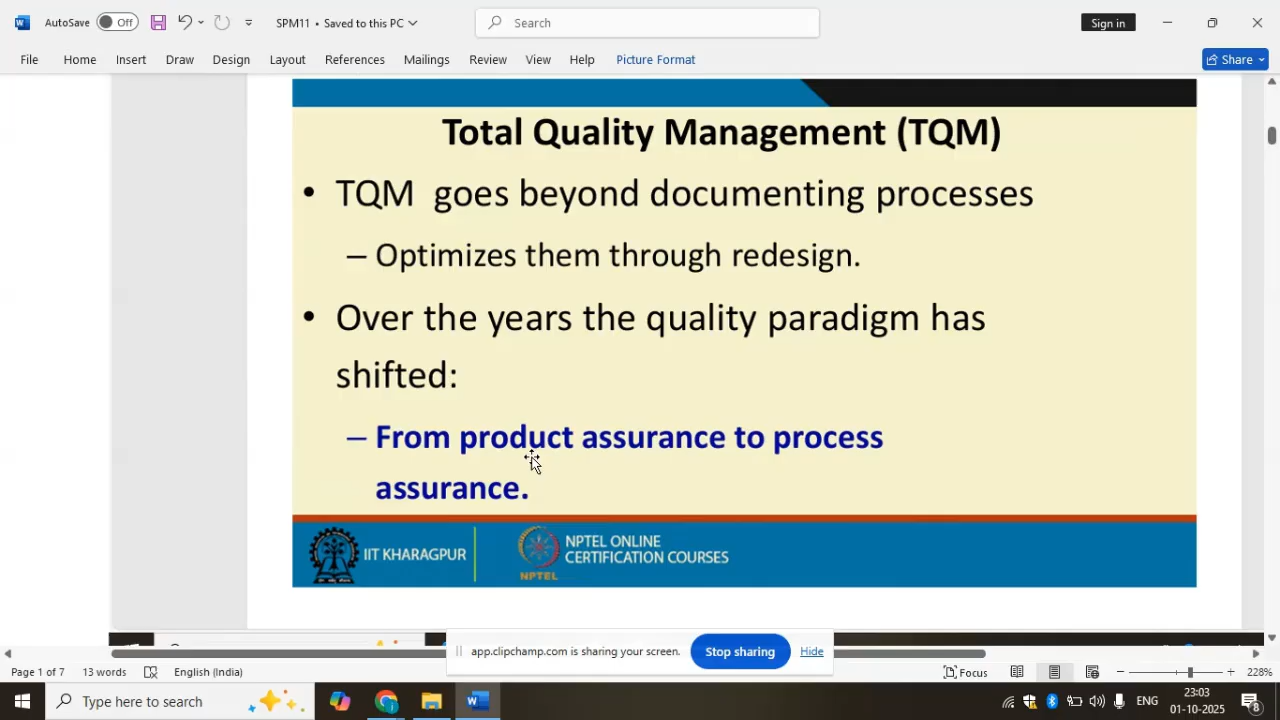 AutoSave Off SPM11 • Saved to this PC Search Sign in
File Home Insert Draw Design Layout References Mailings Review View Help Picture Format Share
Total Quality Management (TQM)
• TQM goes beyond documenting processes
– Optimizes them through redesign.
• Over the years the quality paradigm has
shifted:
– From product assurance to process
assurance.
IIT KHARAGPUR
NPTEL
NPTEL ONLINE
CERTIFICATION COURSES
app.clipchamp.com is sharing your screen. Stop sharing Hide
Page 1 of 7 13 words English (India) Focus 228%
Type here to search ENG 23:03
01-10-2025 8